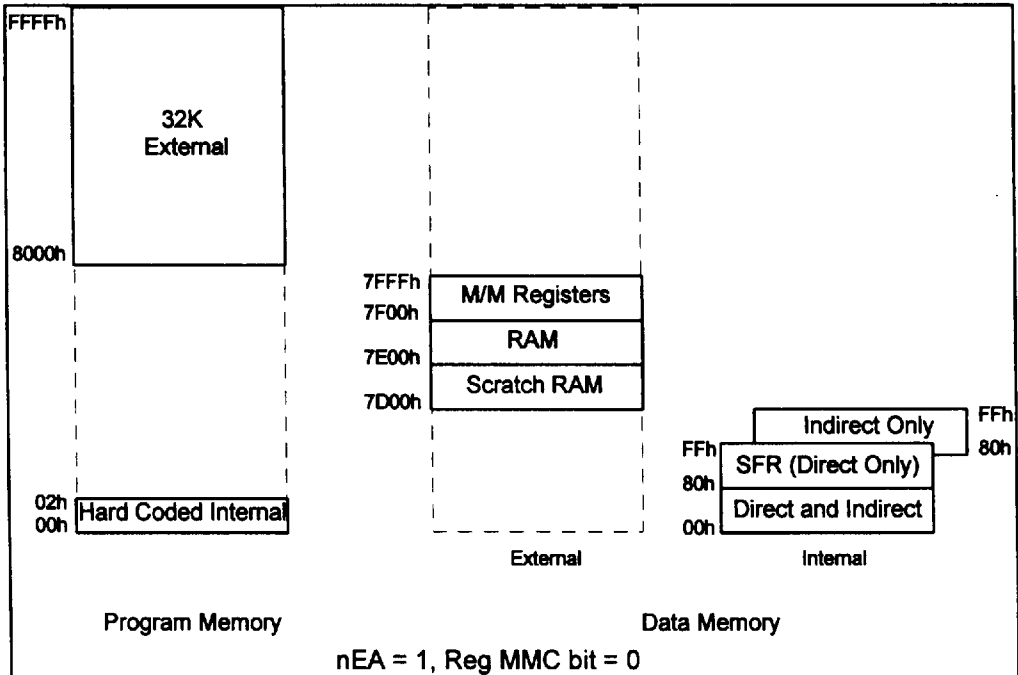 FFFFh
32K
External
8000h
7FFFh
M/M Registers
7F00h
RAM
7E00h
Scratch RAM
7D00h
Indirect Only
FFh
80h
FFh
SFR (Direct Only)
80h
Direct and Indirect
00h
02h
Hard Coded Internal
00h
External
Internal
Program Memory
Data Memory
nEA = 1, Reg MMC bit = 0